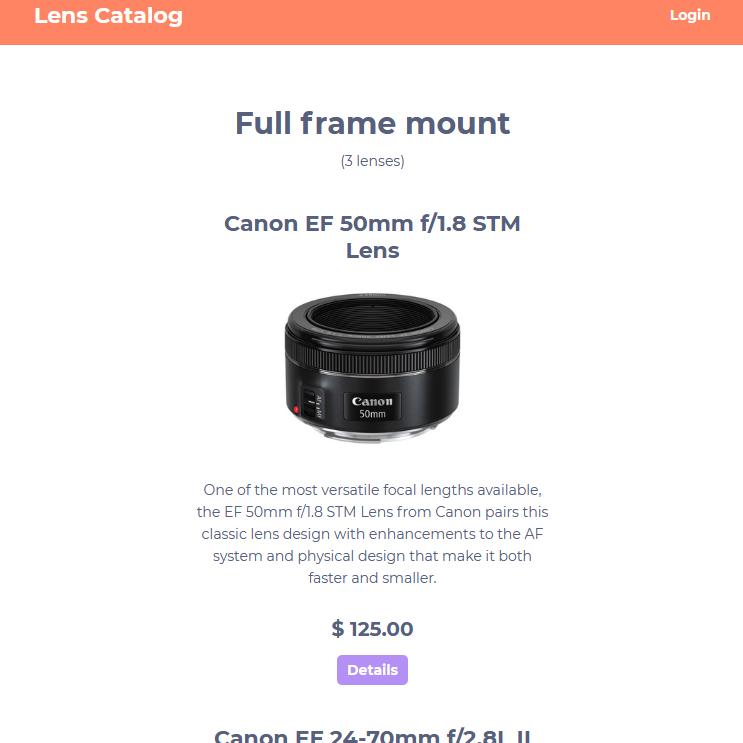 Lens Catalog
Login
Full frame mount
(3 lenses)
Canon EF 50mm f/1.8 STM
Lens
Canon
50mm
One of the most versatile focal lengths available,
the EF 50mm f/1.8 STM Lens from Canon pairs this
classic lens design with enhancements to the AF
system and physical design that make it both
faster and smaller.
$ 125.00
Details
Canon EF 24-70mm f/2.8L II